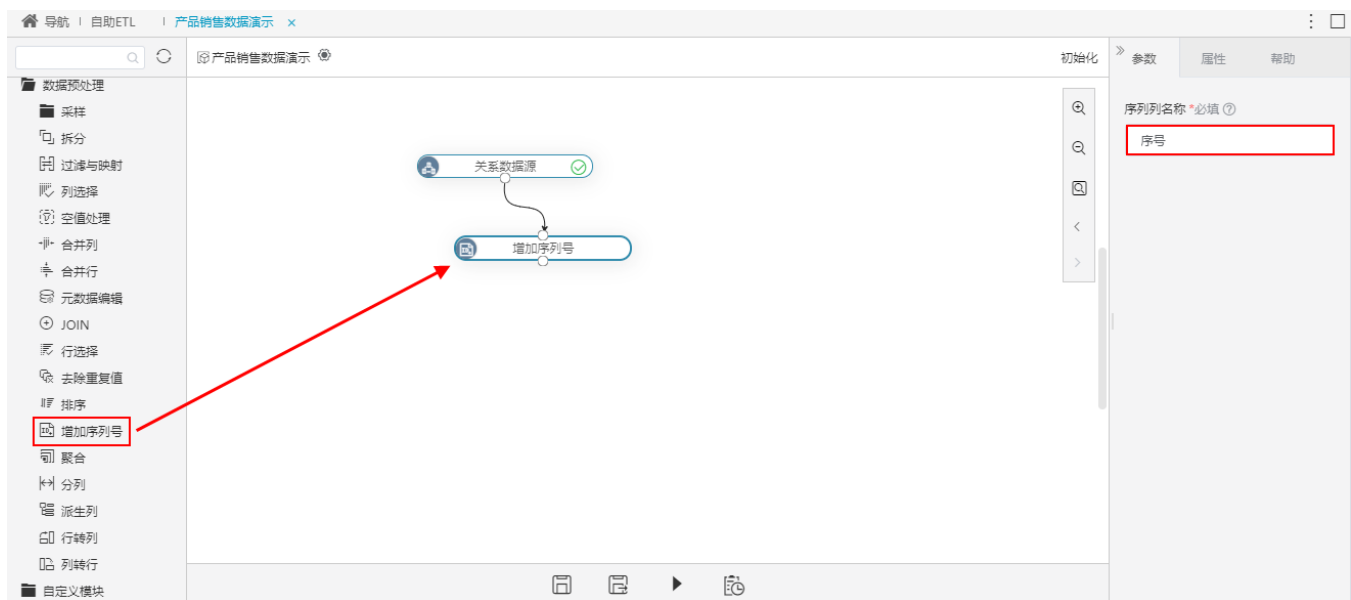 导航 自助ETL 产品销售数据演示 ×
产品销售数据演示
初始化
参数 属性 帮助
序列列名称 *必填
序号
数据预处理
采样
拆分
过滤与映射
列选择
空值处理
合并列
合并行
元数据编辑
JOIN
行选择
去除重复值
排序
增加序列号
聚合
分列
派生列
行转列
列转行
自定义模块
关系数据源
增加序列号